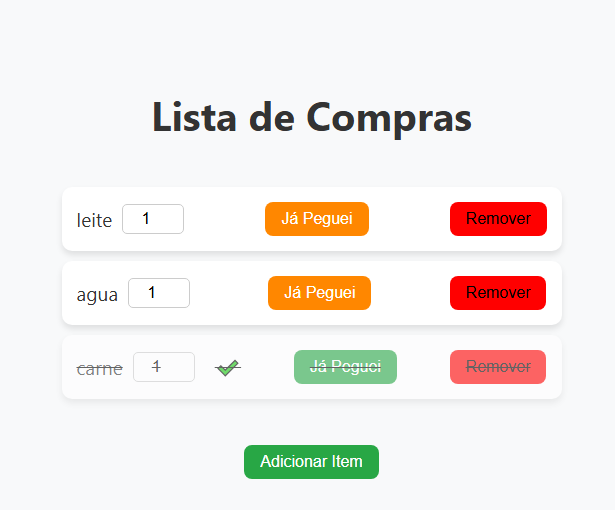 Lista de Compras
leite 1 Já Peguei Remover
agua 1 Já Peguei Remover
carne 1 Já Peguei Remover
Adicionar Item